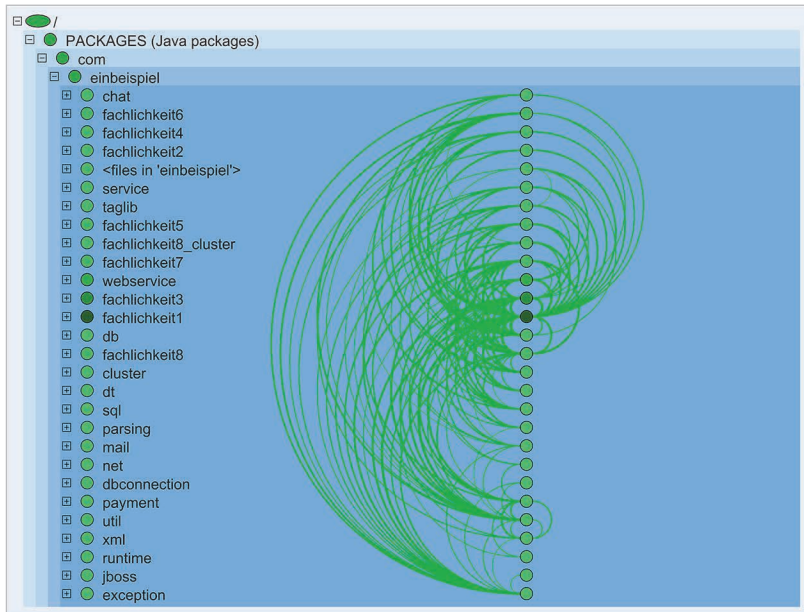 /
PACKAGES (Java packages)
com
einbeispiel
chat
fachlichkeit6
fachlichkeit4
fachlichkeit2
<files in 'einbeispiel'>
service
taglib
fachlichkeit5
fachlichkeit8_cluster
fachlichkeit7
webservice
fachlichkeit3
fachlichkeit1
db
fachlichkeit8
cluster
dt
sql
parsing
mail
net
dbconnection
payment
util
xml
runtime
jboss
exception